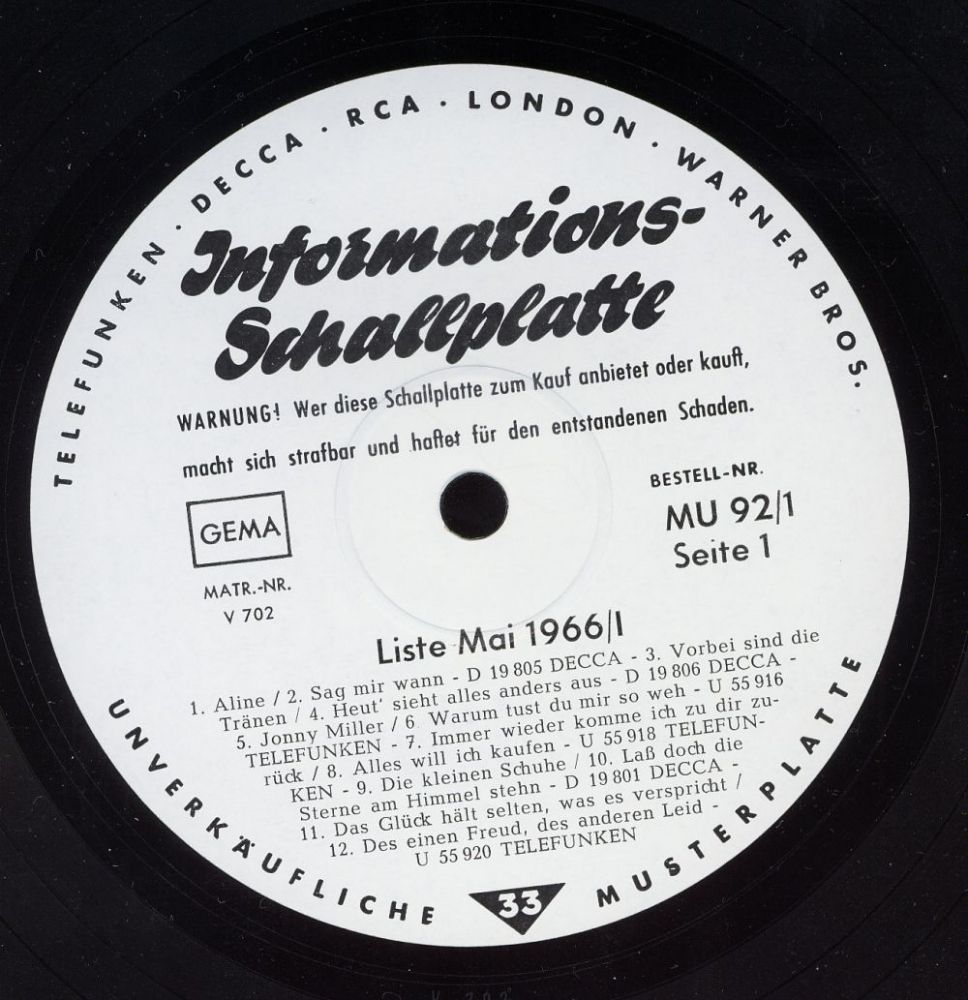 TELEFUNKEN · DECCA · RCA · LONDON · WARNER BROS.
Informations-
Schallplatte
WARNUNG! Wer diese Schallplatte zum Kauf anbietet oder kauft,
macht sich strafbar und haftet für den entstandenen Schaden.
GEMA
MATR.-NR.
V 702
BESTELL-NR.
MU 92/1
Seite 1
Liste Mai 1966/I
1. Aline / 2. Sag mir wann - D 19 805 DECCA - 3. Vorbei sind die
Tränen / 4. Heut' sieht alles anders aus - D 19 806 DECCA -
5. Jonny Miller / 6. Warum tust du mir so weh - U 55 916
TELEFUNKEN - 7. Immer wieder komme ich zu dir zu-
rück / 8. Alles will ich kaufen - U 55 918 TELEFUN-
KEN - 9. Die kleinen Schuhe / 10. Laß doch die
Sterne am Himmel stehn - D 19 801 DECCA -
11. Das Glück hält selten, was es verspricht /
12. Des einen Freud, des anderen Leid -
U 55 920 TELEFUNKEN
UNVERKÄUFLICHE
33
MUSTERPLATTE